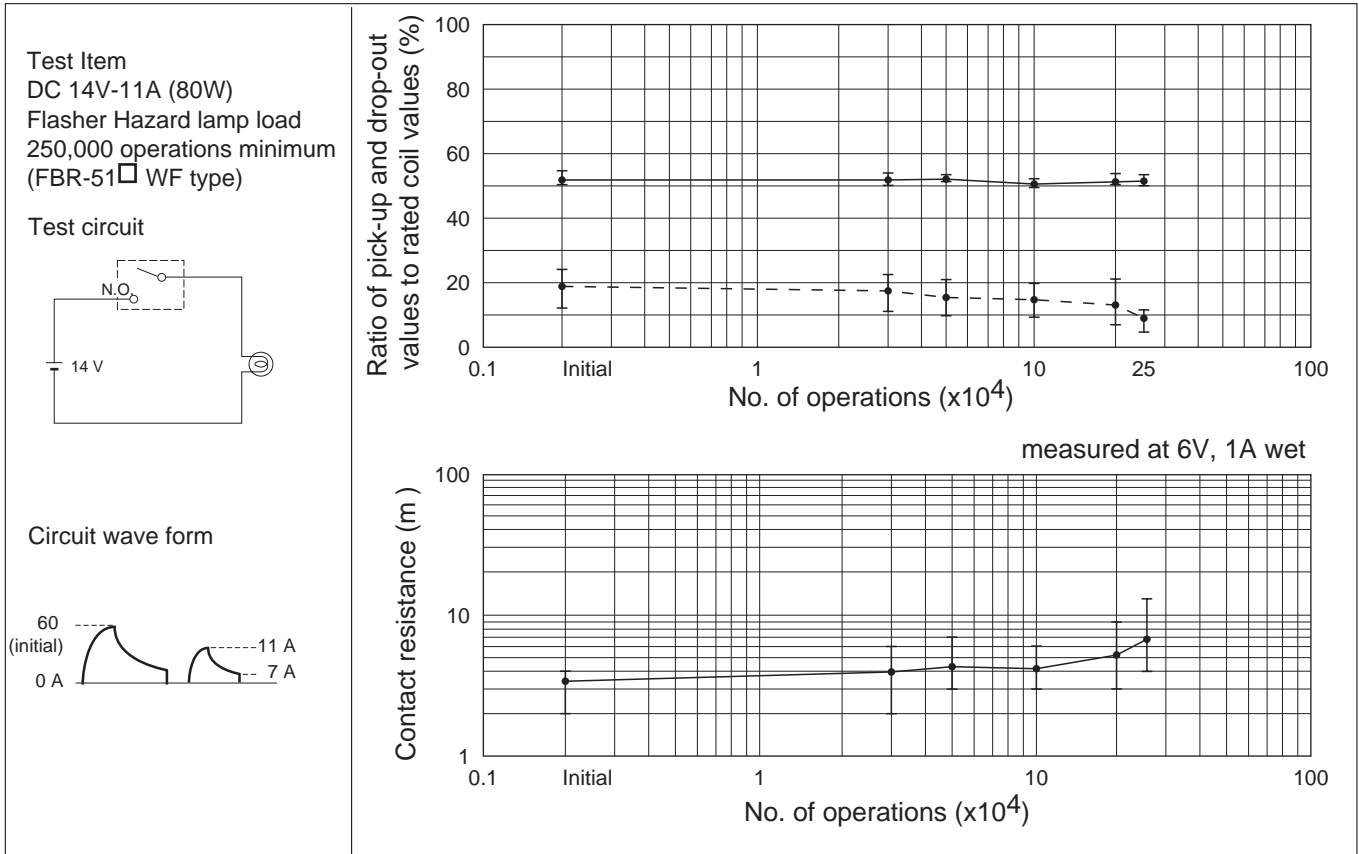 Test Item
DC 14V-11A (80W)
Flasher Hazard lamp load
250,000 operations minimum
(FBR-51□ WF type)
Test circuit
N.O.
14 V
Circuit wave form
60
(initial)
0 A
11 A
7 A
Ratio of pick-up and drop-out
values to rated coil values (%)
100
80
60
40
20
0
0.1
Initial
1
10
25
100
No. of operations (x10⁴)
measured at 6V, 1A wet
Contact resistance (m )
100
10
1
0.1
Initial
1
10
100
No. of operations (x10⁴)